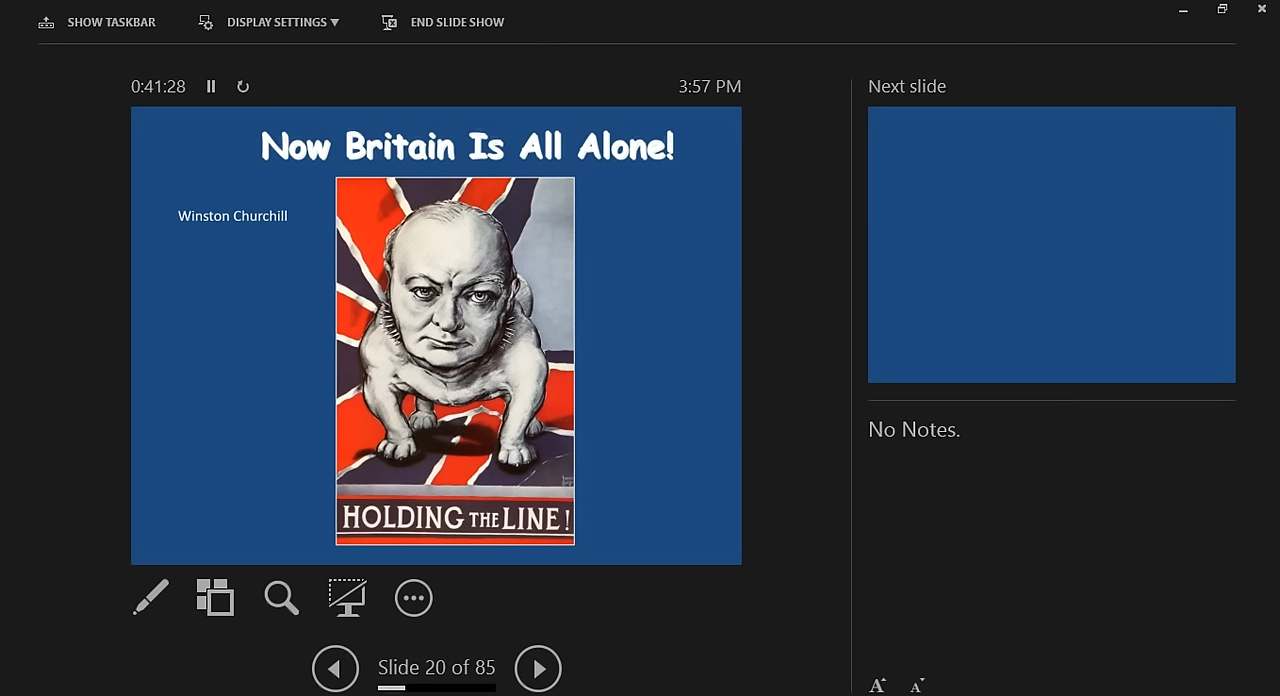 SHOW TASKBAR
DISPLAY SETTINGS ▼
END SLIDE SHOW
0:41:28
3:57 PM
Next slide
Now Britain Is All Alone!
Winston Churchill
HOLDING THE LINE!
No Notes.
Slide 20 of 85
A
A